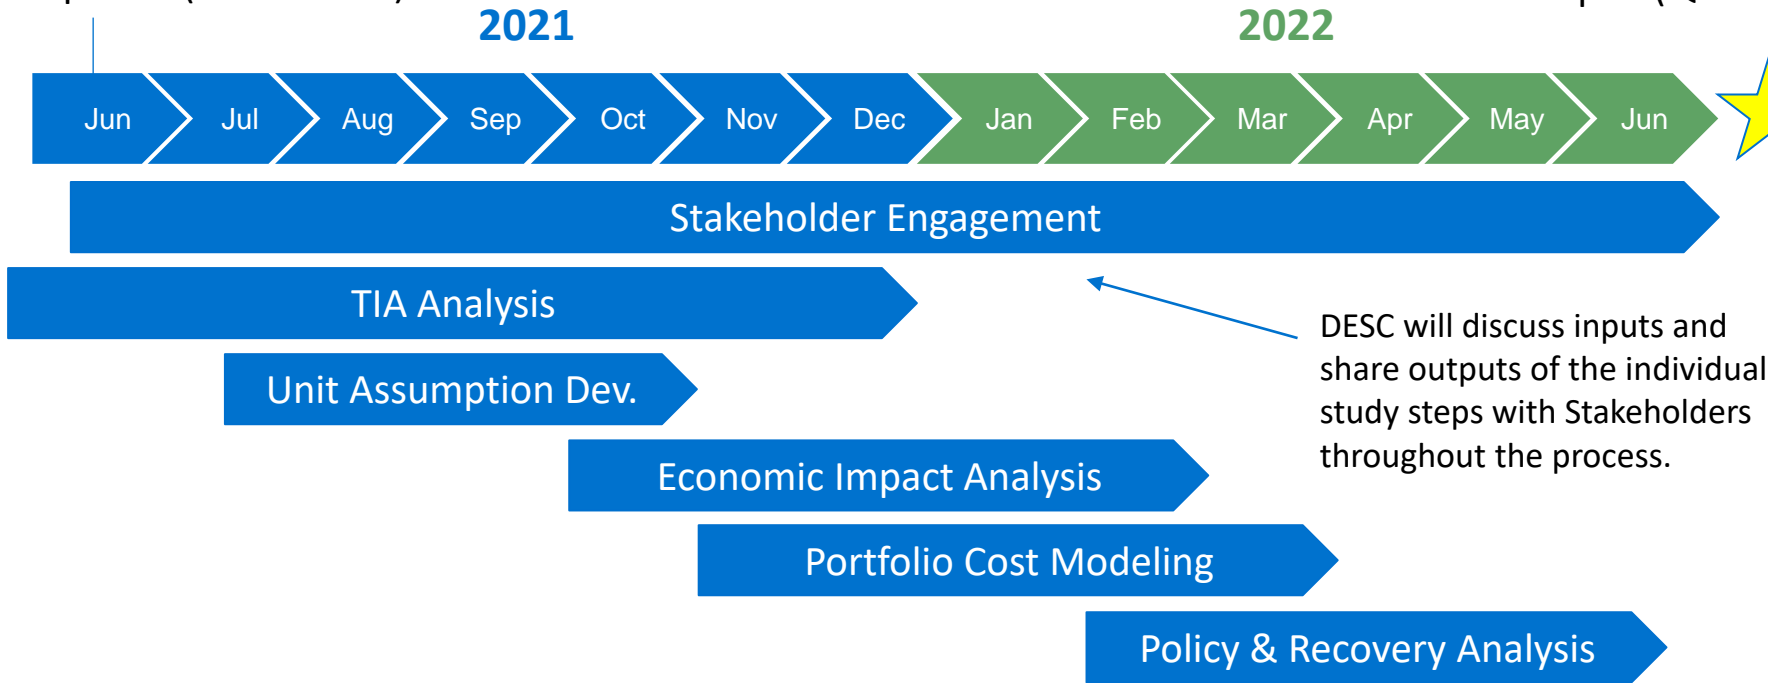 2021
2022
Jun Jul Aug Sep Oct Nov Dec Jan Feb Mar Apr May Jun
Stakeholder Engagement
TIA Analysis
DESC will discuss inputs and
share outputs of the individual
study steps with Stakeholders
throughout the process.
Unit Assumption Dev.
Economic Impact Analysis
Portfolio Cost Modeling
Policy & Recovery Analysis